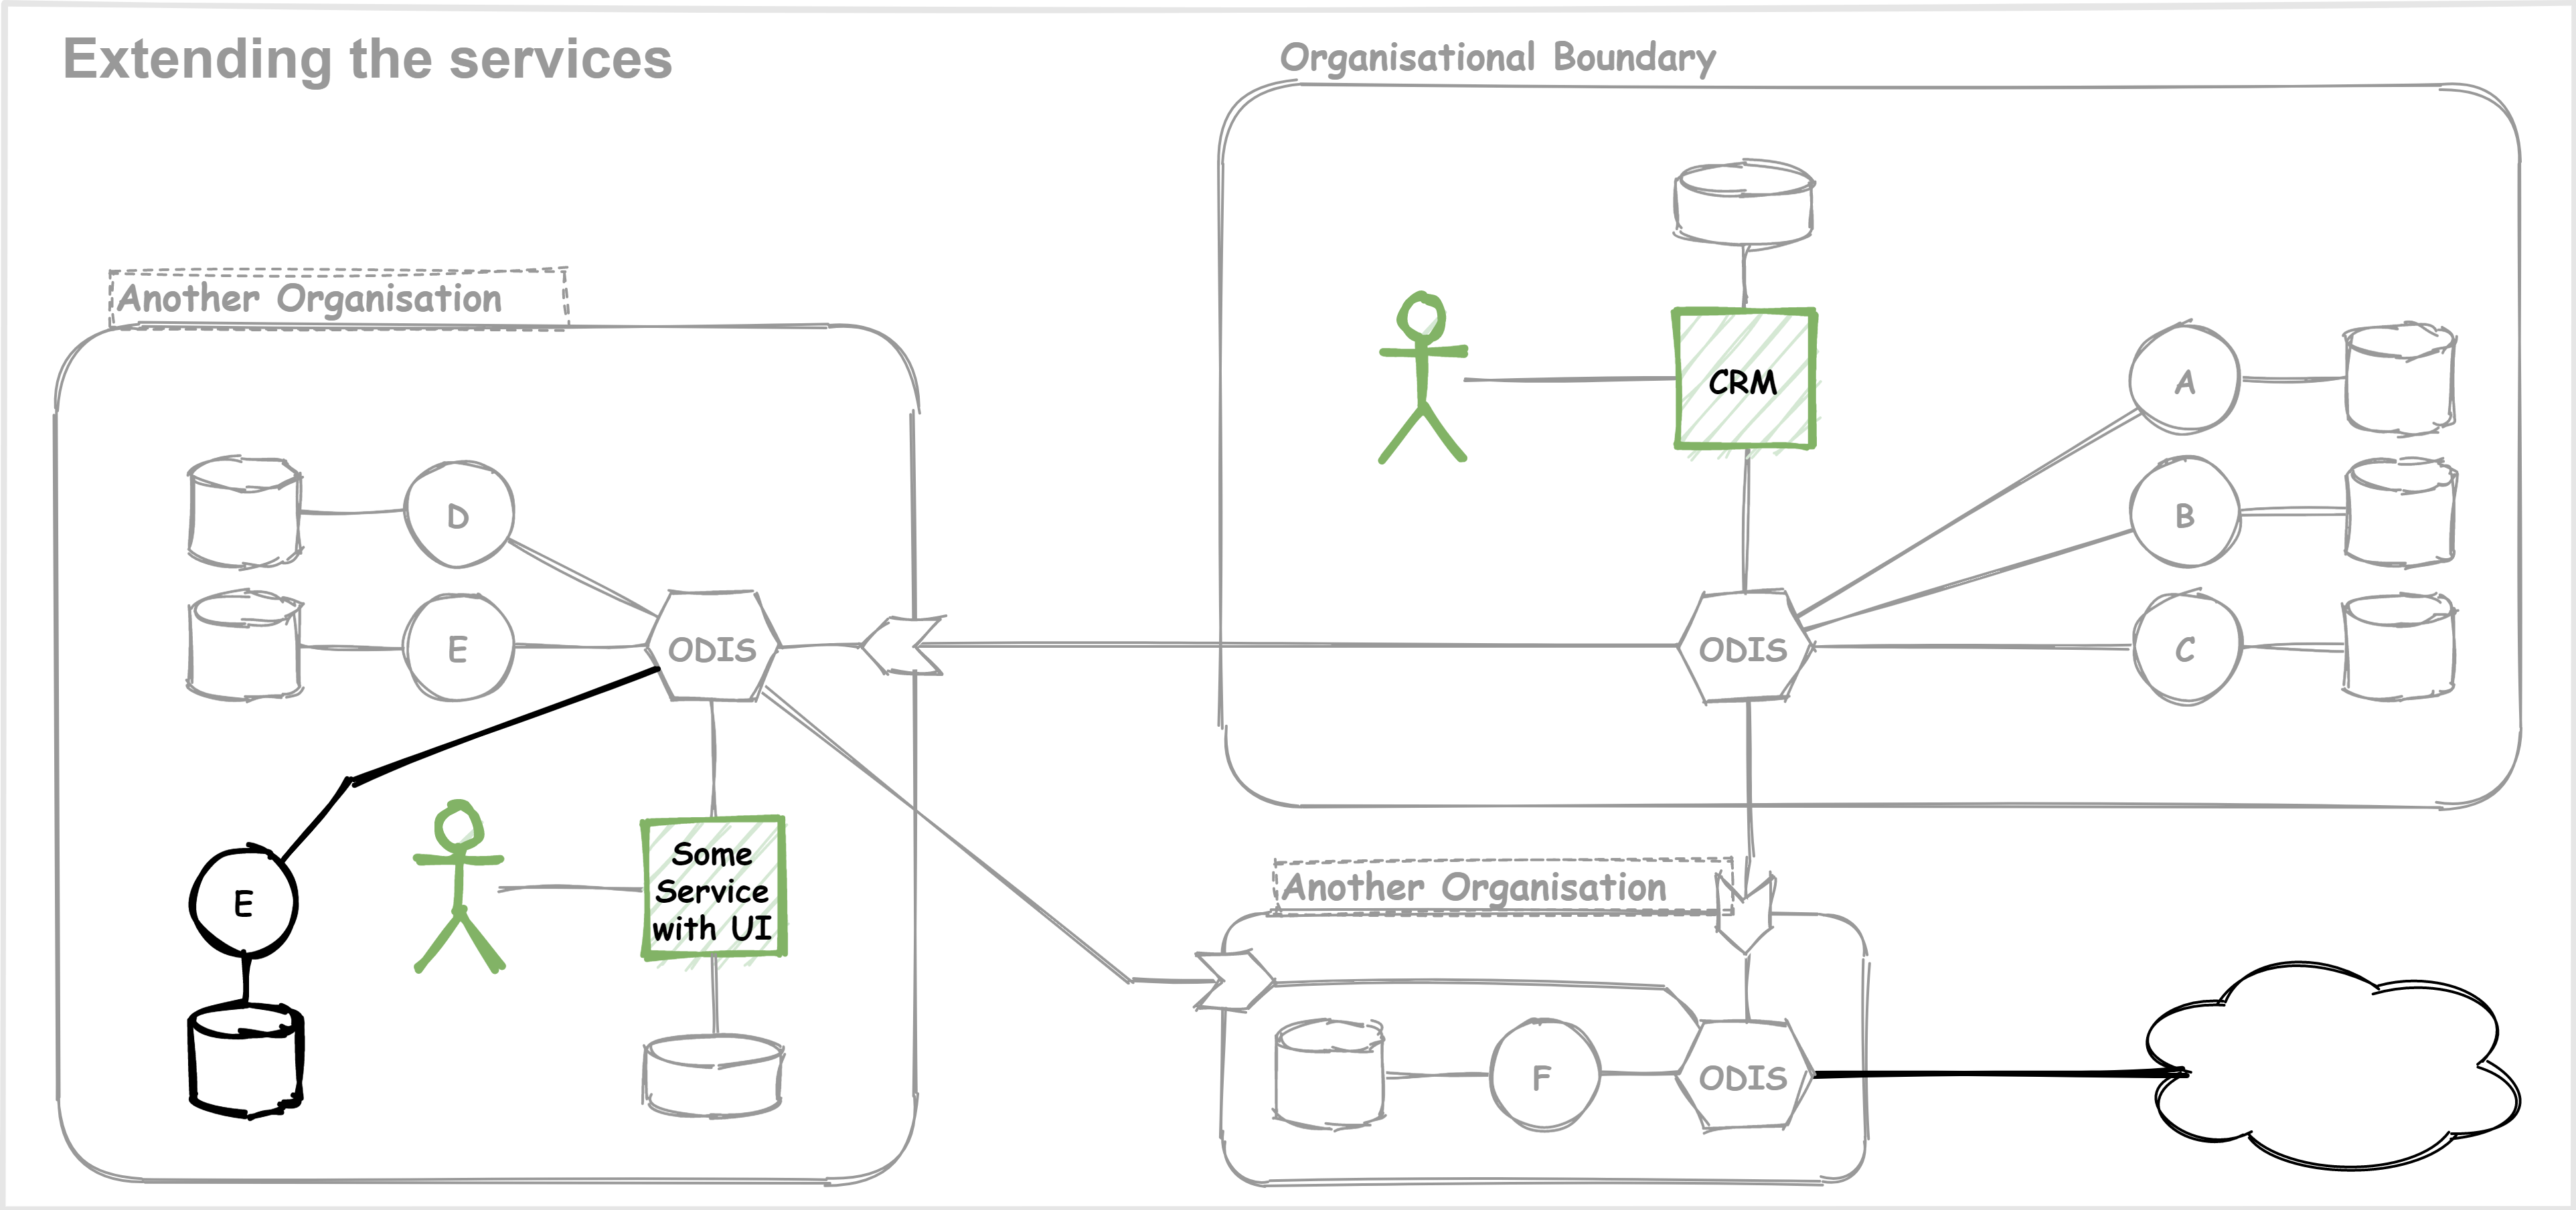 Extending the services
Organisational Boundary
Another Organisation
CRM
A
D
B
E
ODIS
ODIS
C
Some
Service
with UI
E
Another Organisation
F
ODIS